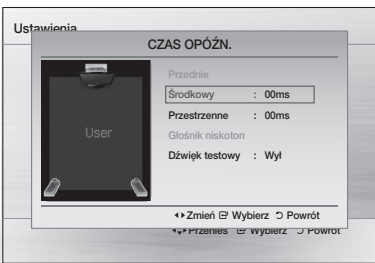 Ustawienia
CZAS OPÓŹN.
Przednie
Środkowy : 00ms
Przestrzenne : 00ms
User
Głośnik niskoton
Dźwięk testowy : Wył
Zmień Wybierz Powrót
Przenieś Wybierz Powrót